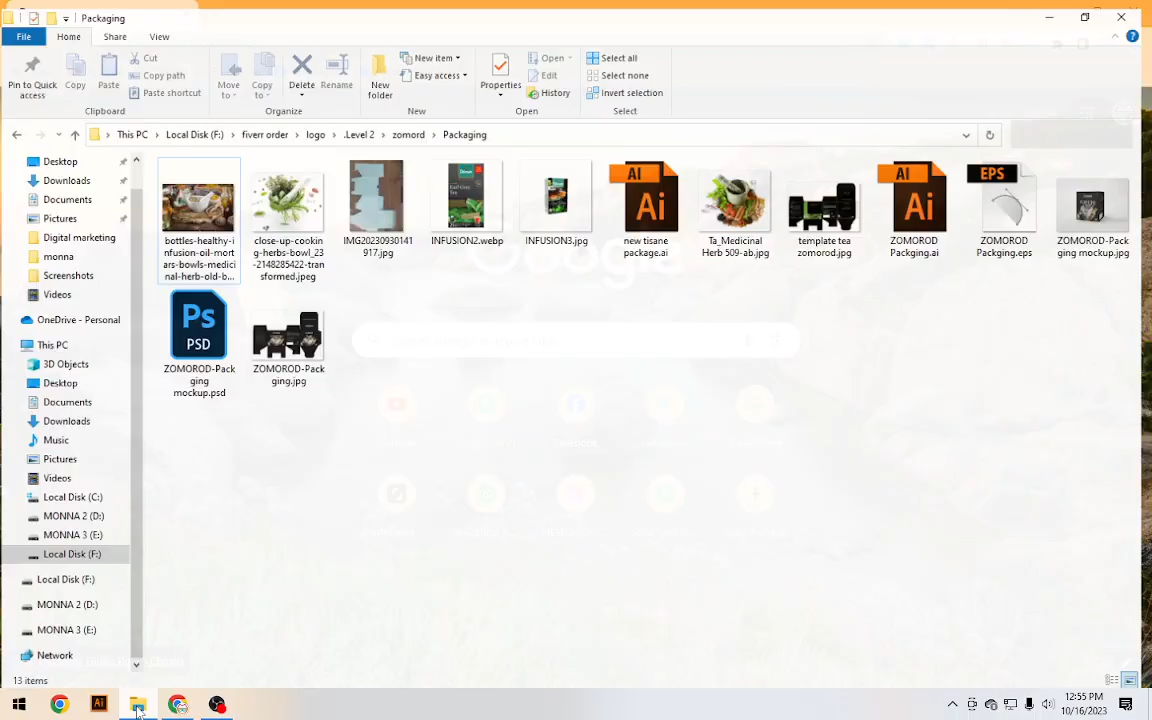 Packaging
File
Home
Share
View
Pin to Quick
access
Copy
Paste
Cut
Copy path
Paste shortcut
Move
to
Copy
to
Delete
Rename
New
folder
New item
Easy access
Properties
Open
Edit
History
Select all
Select none
Invert selection
Clipboard
Organize
New
Open
Select
This PC
Local Disk (F:)
fiverr order
logo
.Level 2
zomord
Packaging
Desktop
Downloads
Documents
Pictures
Digital marketing
monna
Screenshots
Videos
OneDrive - Personal
This PC
3D Objects
Desktop
Documents
Downloads
Music
Pictures
Videos
Local Disk (C:)
MONNA 2 (D:)
MONNA 3 (E:)
Local Disk (F:)
Local Disk (F:)
MONNA 2 (D:)
MONNA 3 (E:)
Network
bottles-healthy-i
nfusion-oil-mort
ars-bowls-medici
nal-herb-old-b...
close-up-cookin
g-herbs-bowl_23
-2148285422-tran
sformed.jpeg
IMG20230930141
917.jpg
INFUSION2.webp
INFUSION3.jpg
AI
Ai
new tisane
package.ai
Ta_Medicinal
Herb 509-ab.jpg
template tea
zomorod.jpg
AI
Ai
ZOMOROD
Packging.ai
EPS
ZOMOROD
Packging.eps
ZOMOROD-Pack
ging mockup.jpg
Ps
PSD
ZOMOROD-Pack
ging
mockup.psd
ZOMOROD-Pack
ging.jpg
13 items
Ai
12:55 PM
10/16/2023